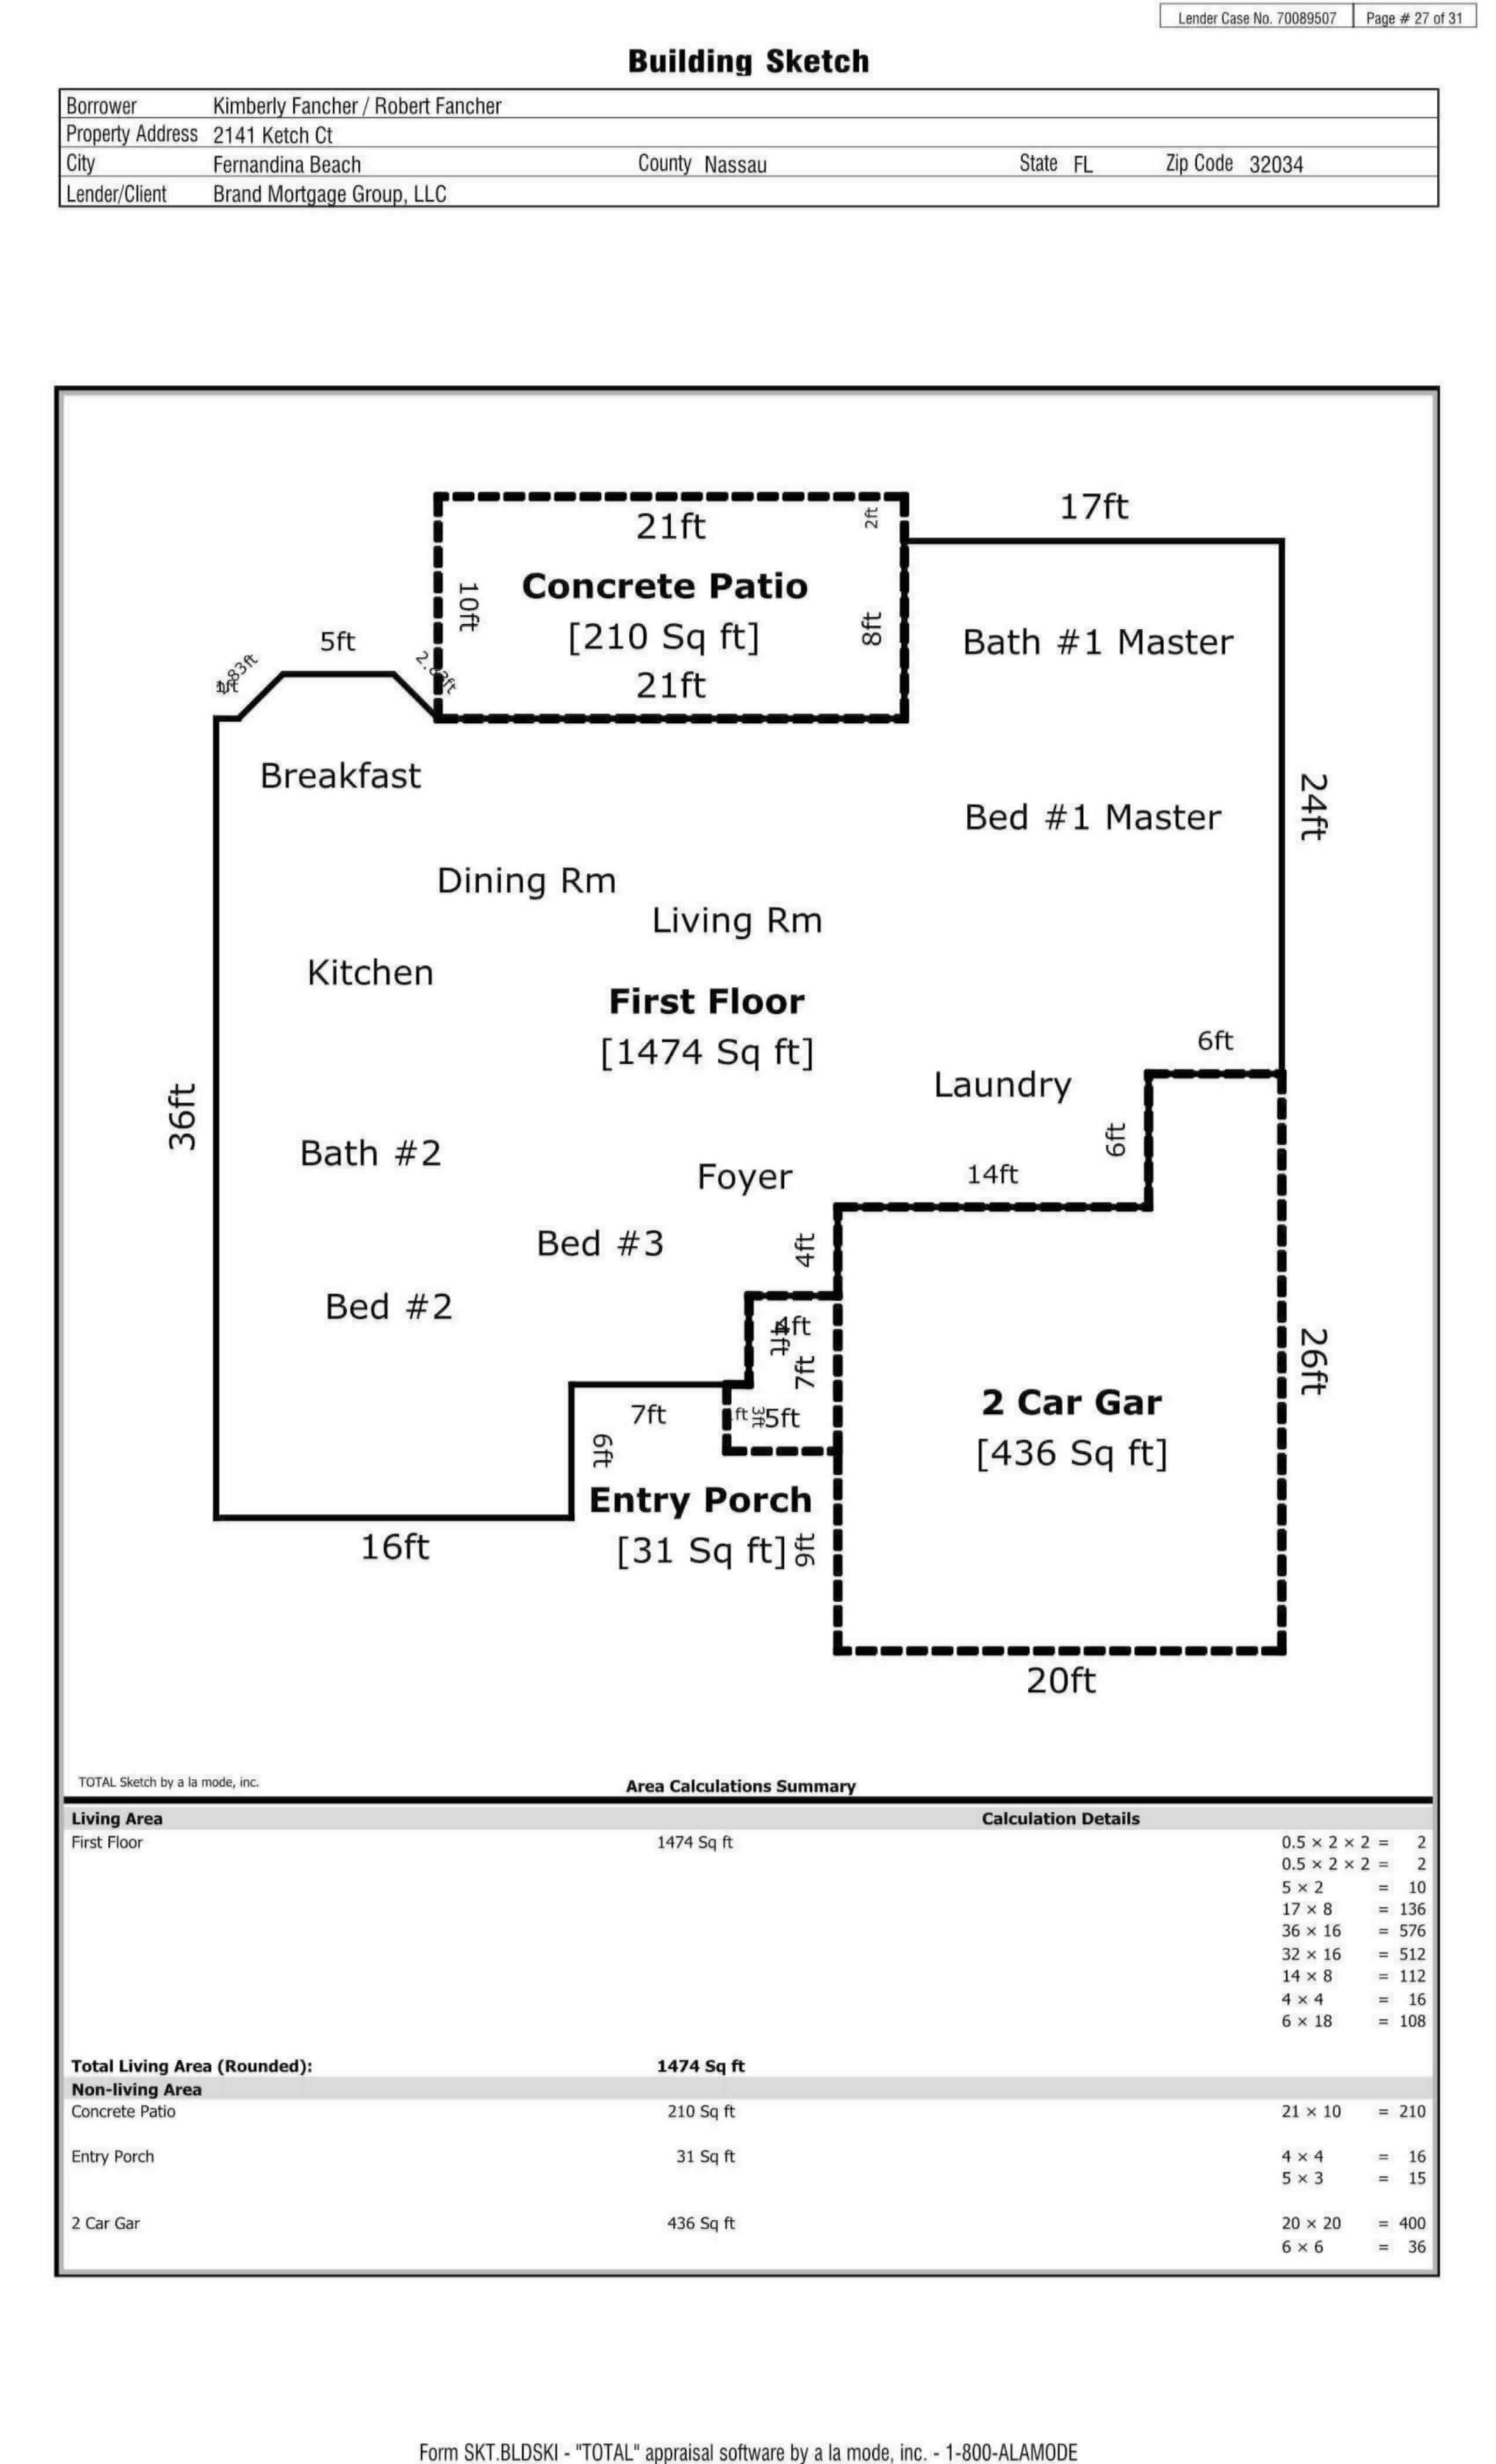 Lender Case No. 70089507 Page # 27 of 31
Building Sketch
Borrower Kimberly Fancher / Robert Fancher
Property Address 2141 Ketch Ct
City Fernandina Beach County Nassau State FL Zip Code 32034
Lender/Client Brand Mortgage Group, LLC
17ft
21ft
2ft
Concrete Patio
10ft
[210 Sq ft]
8ft
21ft
5ft
2.83ft
Bath #1 Master
Breakfast
24ft
Bed #1 Master
Dining Rm
Living Rm
Kitchen
First Floor
[1474 Sq ft]
6ft
Laundry
36ft
6ft
Bath #2
Foyer
14ft
Bed #3
4ft
Bed #2
4ft
4ft
7ft
26ft
2 Car Gar
[436 Sq ft]
7ft
3ft
5ft
6ft
Entry Porch
[31 Sq ft]
9ft
16ft
20ft
TOTAL Sketch by a la mode, inc.
Area Calculations Summary
Living Area Calculation Details
First Floor 1474 Sq ft 0.5 × 2 × 2 = 2
0.5 × 2 × 2 = 2
5 × 2 = 10
17 × 8 = 136
36 × 16 = 576
32 × 16 = 512
14 × 8 = 112
4 × 4 = 16
6 × 18 = 108
Total Living Area (Rounded): 1474 Sq ft
Non-living Area
Concrete Patio 210 Sq ft 21 × 10 = 210
Entry Porch 31 Sq ft 4 × 4 = 16
5 × 3 = 15
2 Car Gar 436 Sq ft 20 × 20 = 400
6 × 6 = 36
Form SKT.BLDSKI - "TOTAL" appraisal software by a la mode, inc. - 1-800-ALAMODE